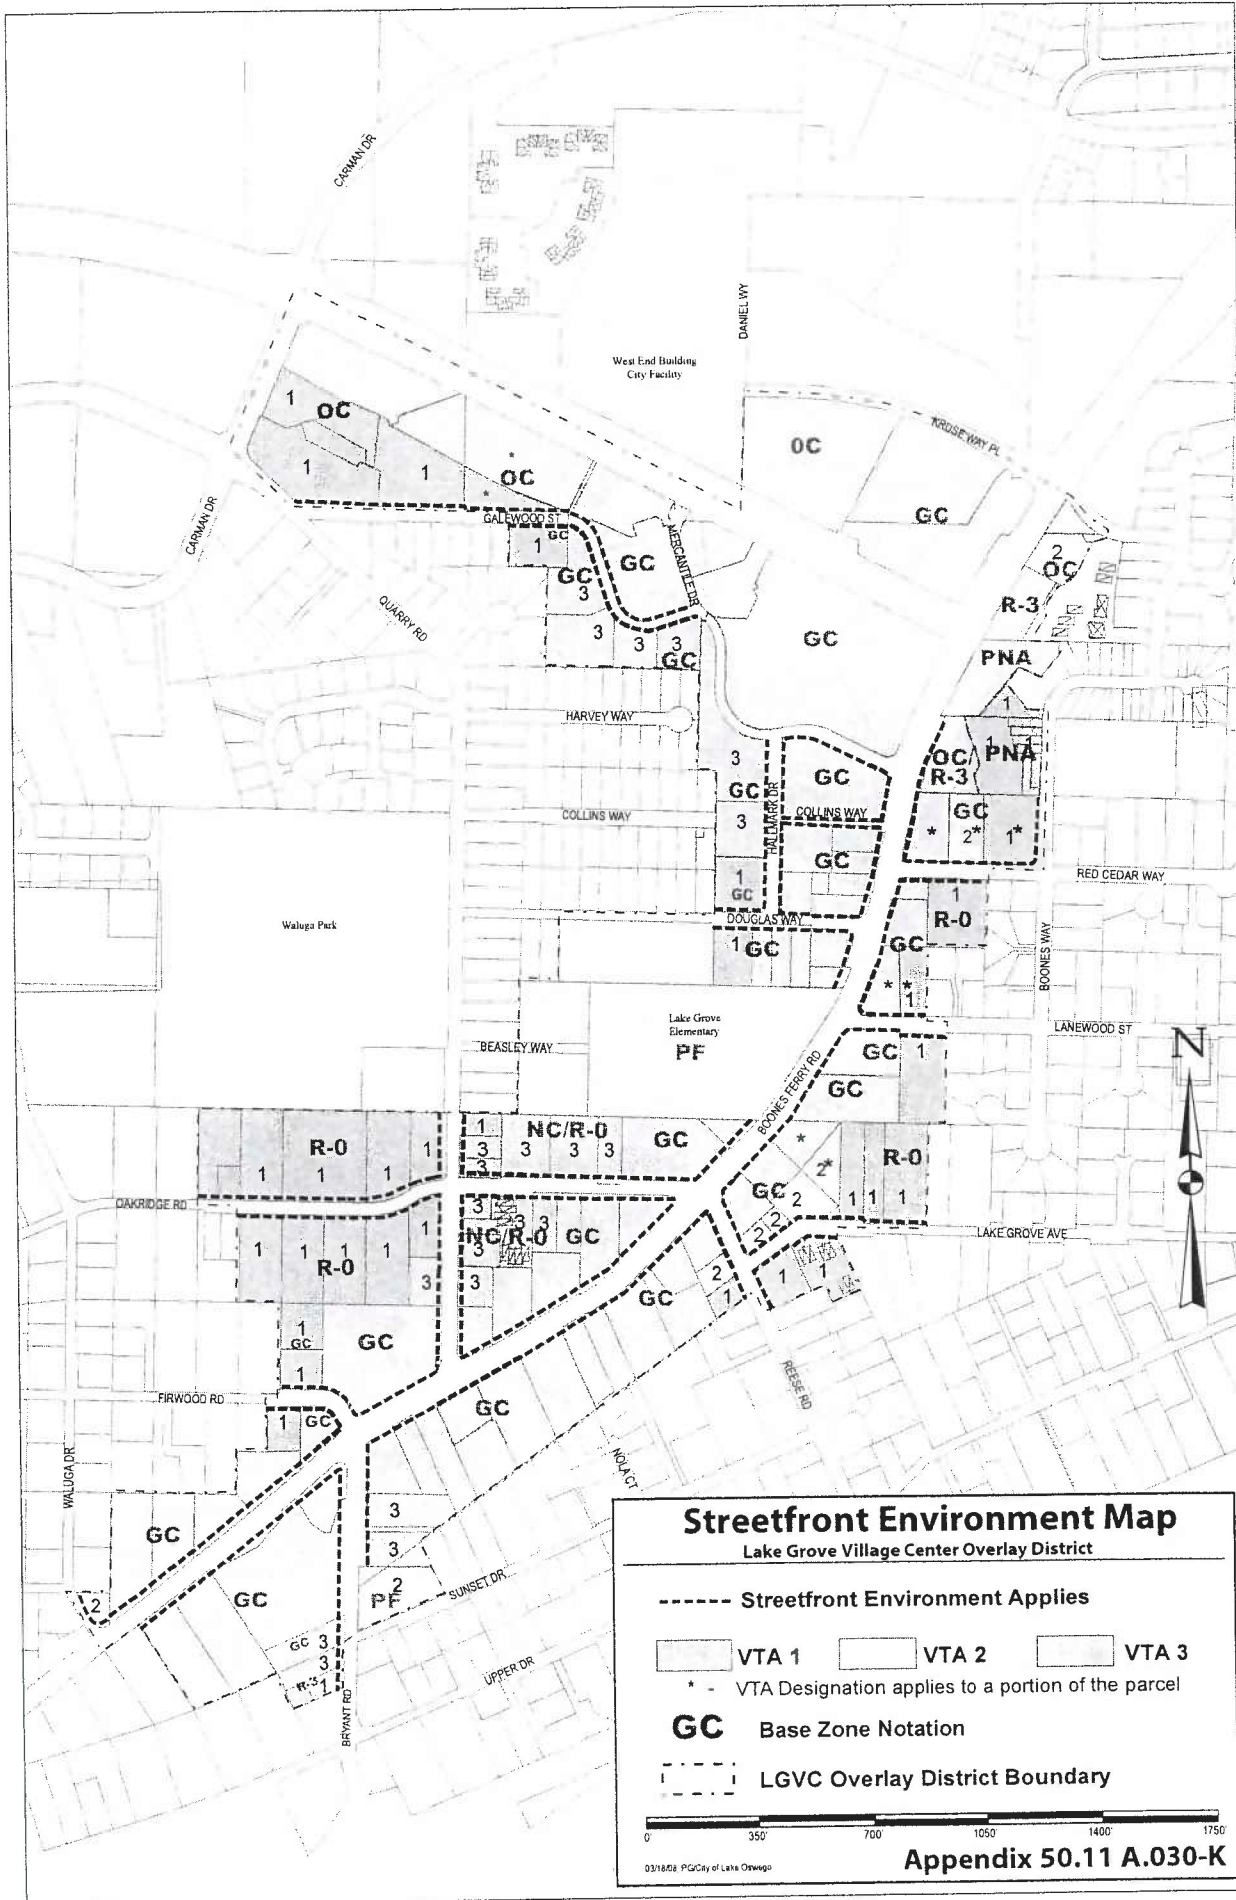 CARMAN DR
DANIEL WY
West End Building
City Facility
KRUSE WAY PL
1
OC
OC
1
1
*
OC
*
GC
CARMAN DR
GALEWOOD ST
MERCANTILE DR
1
GC
GC
GC
3
2
OC
R-3
QUARRY RD
3
3
3
GC
GC
PNA
1
HARVEY WAY
3
GC
HALLMARK DR
GC
OC/
R-3
1
1
PNA
COLLINS WAY
3
COLLINS WAY
GC
*
2*
1*
GC
1
GC
RED CEDAR WAY
1
R-0
Waluga Park
DOUGLAS WAY
1
GC
GC
BOONES WAY
*
*
1
Lake Grove
Elementary
PF
LANEWOOD ST
BEASLEY WAY
GC
1
GC
N
BOONES FERRY RD
R-0
1
1
1
1
1
NC/R-0
3
3
3
3
3
GC
*
2*
R-0
OAKRIDGE RD
GC
2
1
1
1
2
2
LAKE GROVE AVE
3
3
3
NC/R-0
GC
3
3
1
1
1
1
1
R-0
3
GC
2
1
1
1
1
GC
GC
1
REESE RD
FIRWOOD RD
1
GC
GC
WALUGA DR
NOLA CT
GC
3
3
2
PF
SUNSET DR
2
GC
GC
3
3
R-3
1
UPPER DR
BRYANT RD
Streetfront Environment Map
Lake Grove Village Center Overlay District
Streetfront Environment Applies
VTA 1 VTA 2 VTA 3
* - VTA Designation applies to a portion of the parcel
GC Base Zone Notation
LGVC Overlay District Boundary
0' 350' 700' 1050' 1400' 1750'
03/18/08 PG/City of Lake Oswego
Appendix 50.11 A.030-K